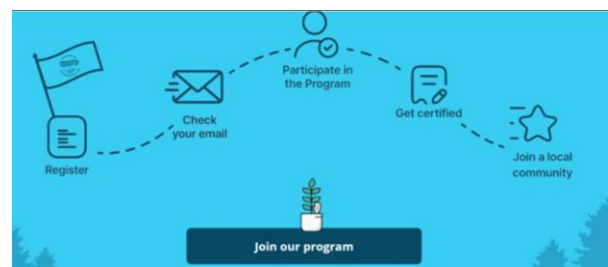 Participate in
the Program
Check
your email
Get certified
Register
Join a local
community
Join our program